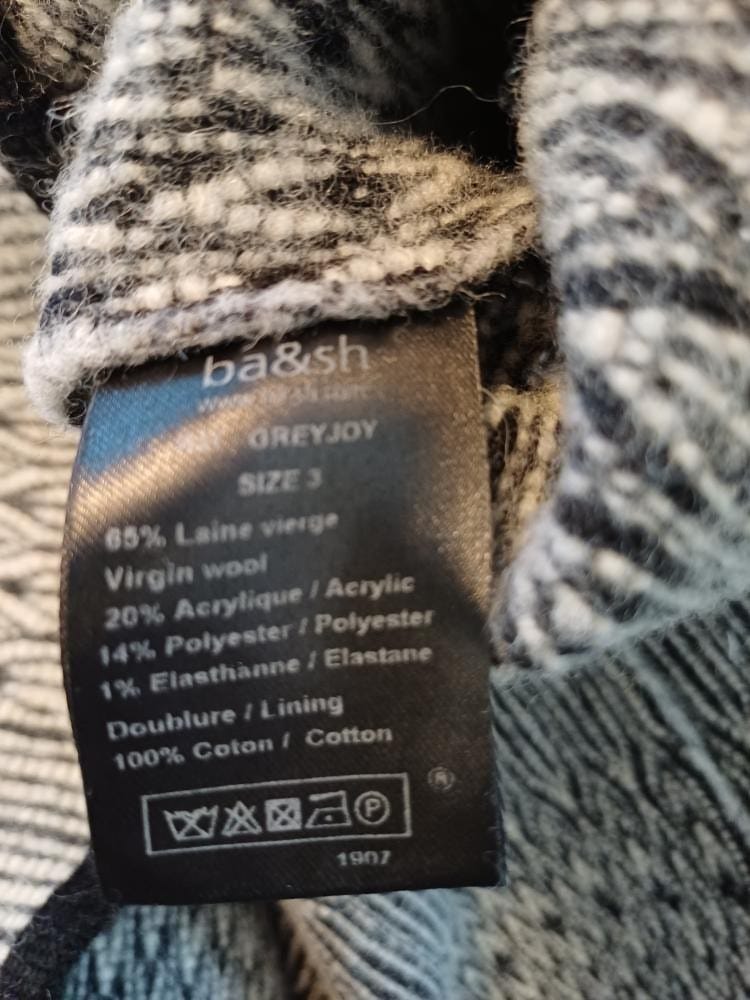 ba&sh
GREYJOY
SIZE 3
65% Laine vierge
Virgin wool
20% Acrylique / Acrylic
14% Polyester / Polyester
1% Elasthanne / Elastane
Doublure / Lining
100% Coton / Cotton
®
P
1907